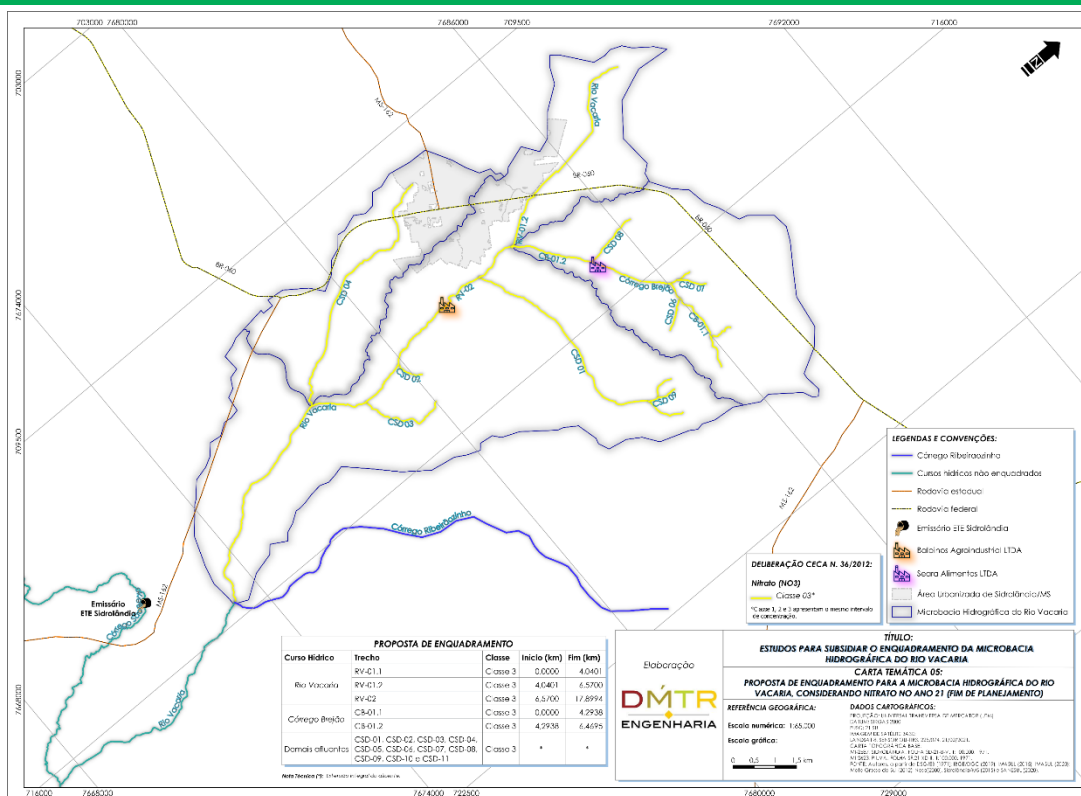 703000 7680000 7686000 709500 7692000 716000
703000
7674000
709500
7668000
MS-162
BR-060
BR-060
BR-060
MS-162
MS-162
Rio Vacaria
RV-01.2
CB-01.2
CSD 08
Córrego Brejão
CSD 07
CSD 06
CB-01.1
CSD 04
RV-02
CSD 01
CSD 02
CSD 09
CSD 03
Rio Vacaria
Córrego Ribeirãozinho
Emissário
ETE Sidrolândia
Rio Vacaria
LEGENDAS E CONVENÇÕES:
Córrego Ribeiraozinho
Cursos hídricos não enquadrados
Rodovia estadual
Rodovia federal
Emissário ETE Sidrolândia
Balainos Agroindustrial LTDA
Seara Alimentos LTDA
Área Urbanizada de Sidrolândia/MS
Microbacia Hidrográfica do Rio Vacaria
DELIBERAÇÃO CECA N. 36/2012:
Nitrato (NO3)
Classe 03*
*Classe 1, 2 e 3 apresentam o mesmo intervalo
de concentração.
PROPOSTA DE ENQUADRAMENTO
Curso Hídrico Trecho Classe Início (km) Fim (km)
Rio Vacaria
RV-01.1 Classe 3 0.0000 4.0401
RV-01.2 Classe 3 4.0401 6.5700
RV-02 Classe 3 6.5700 17.8994
Córrego Brejão
CB-01.1 Classe 3 0.0000 4.2938
CB-01.2 Classe 3 4.2938 6.4695
Demais afluentes
CSD-01, CSD-02, CSD-03, CSD-04,
CSD-05, CSD-06, CSD-07, CSD-08,
CSD-09, CSD-10 e CSD-11
Classe 3 * *
Nota Técnica (*):
Elaboração
DMTR
ENGENHARIA
TÍTULO:
ESTUDOS PARA SUBSIDIAR O ENQUADRAMENTO DA MICROBACIA
HIDROGRÁFICA DO RIO VACARIA
CARTA TEMÁTICA 05:
PROPOSTA DE ENQUADRAMENTO PARA A MICROBACIA HIDROGRÁFICA DO RIO
VACARIA, CONSIDERANDO NITRATO NO ANO 21 (FIM DE PLANEJAMENTO)
REFERÊNCIA GEOGRÁFICA:
Escala numérica: 1:65.000
Escala gráfica:
0 0,5 1 1,5 km
DADOS CARTOGRÁFICOS:
716000 7668000 7674000 722500 7680000 729000